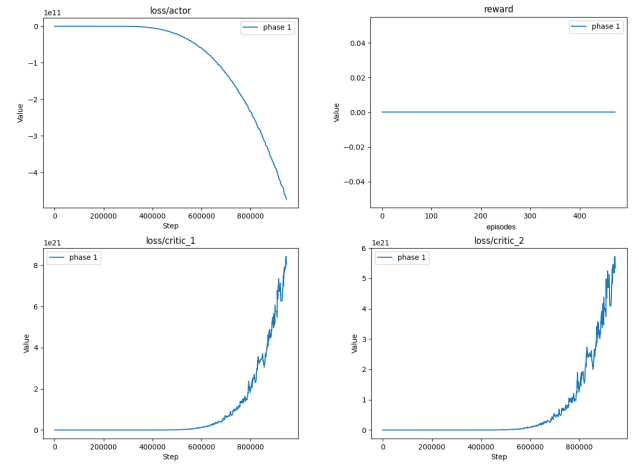 loss/actor
1e11
phase 1
0
−1
−2
−3
−4
Value
0 200000 400000 600000 800000
Step
reward
phase 1
0.04
0.02
0.00
−0.02
−0.04
Value
0 100 200 300 400
episodes
loss/critic_1
1e21
phase 1
8
6
4
2
0
Value
0 200000 400000 600000 800000
Step
loss/critic_2
1e21
phase 1
6
5
4
3
2
1
0
Value
0 200000 400000 600000 800000
Step